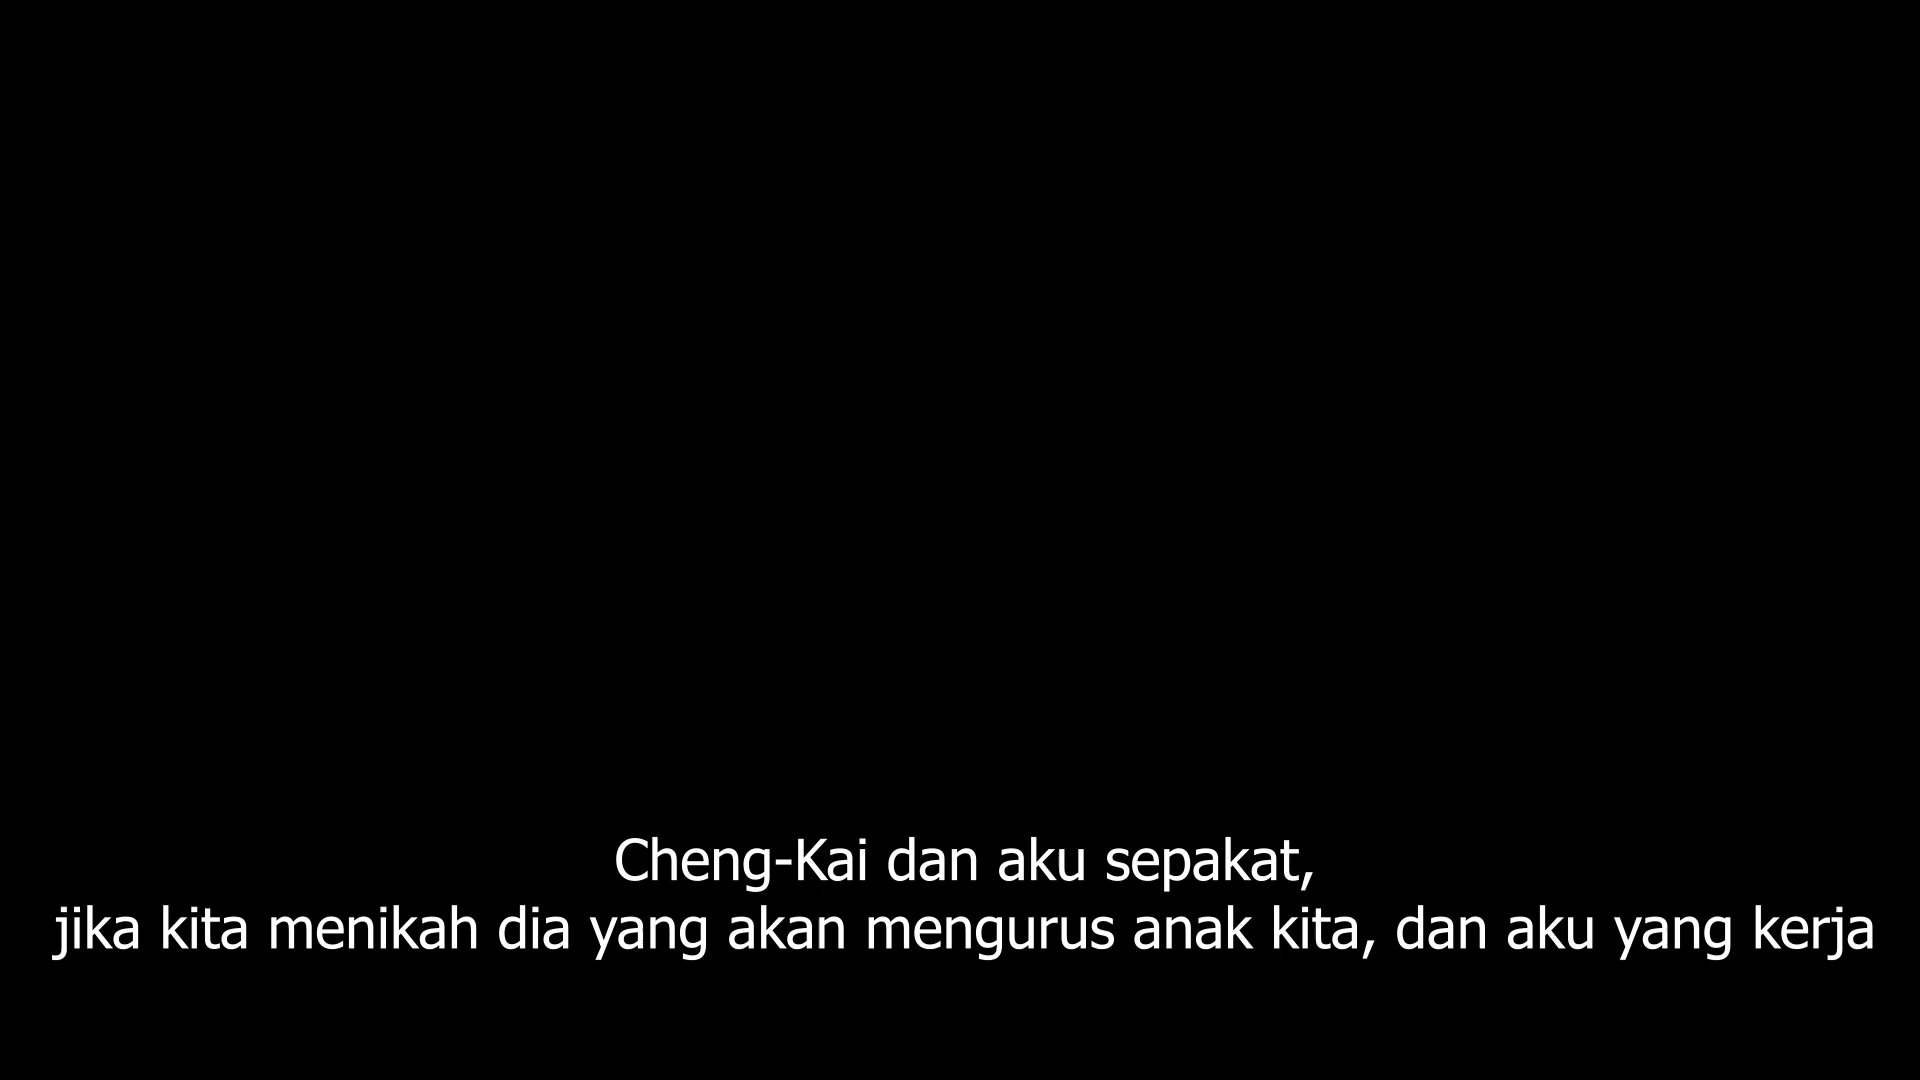 Cheng-Kai dan aku sepakat,
jika kita menikah dia yang akan mengurus anak kita, dan aku yang kerja